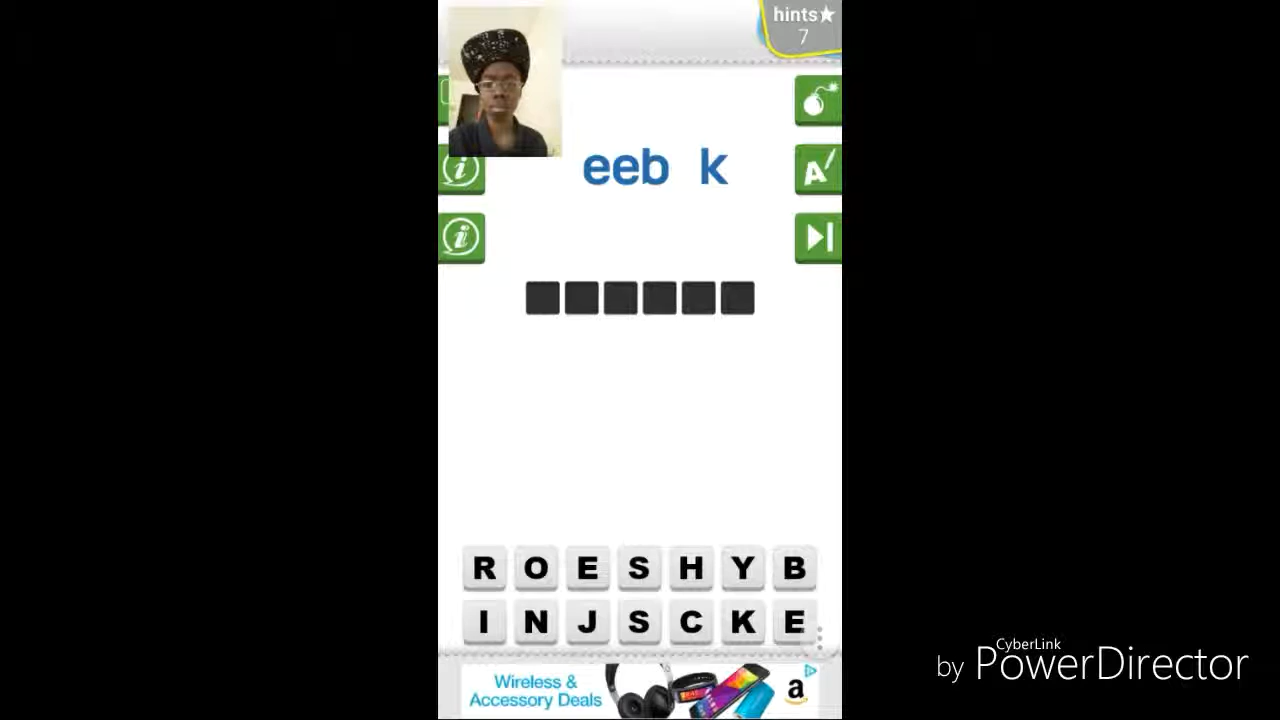 hints★
7
i
eeb k
A
i
R O E S H Y B
I N J S C K E
Wireless &
Accessory Deals
a
CyberLink
by PowerDirector